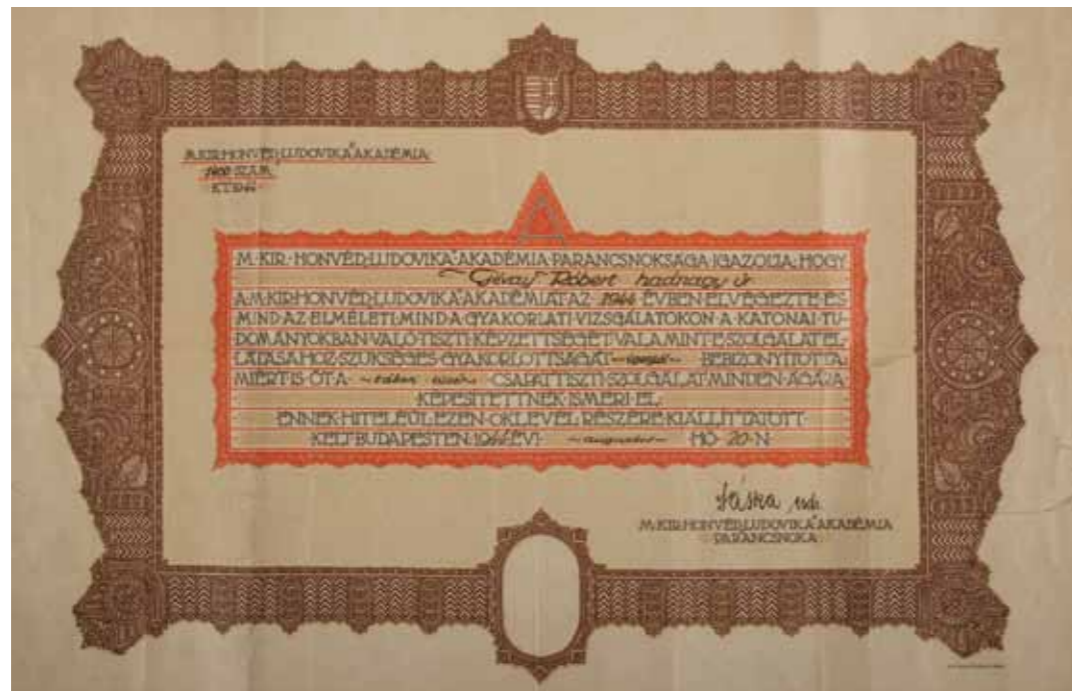 M.KIR.HONVÉD „LUDOVIKA" AKADÉMIA
1944
M. KIR. HONVÉD „LUDOVIKA" AKADÉMIA PARANCSNOKSÁGA IGAZOLJA, HOGY
Gévay Róbert hadnagy úr
A M. KIR. HONVÉD „LUDOVIKA" AKADÉMIÁT AZ 1944 ÉVBEN ELVÉGEZTE ÉS
MIND AZ ELMÉLETI MIND A GYAKORLATI VIZSGÁLATOKON A KATONAI TU-
DOMÁNYOKBAN VALÓ TISZTI KÉPZETTSÉGÉT VALAMINT E SZOLGÁLAT EL-
LÁTÁSÁHOZ SZÜKSÉGES GYAKORLOTTSÁGÁT BEBIZONYÍTOTTA,
MIÉRT IS ŐT A CSAPATTISZTI SZOLGÁLAT MINDEN ÁGÁRA
KÉPESÍTETTNEK ISMERI EL
ENNEK HITELÉÜL EZEN OKLEVÉL RÉSZÉRE KIÁLLÍTTATOTT
KELT BUDAPESTEN 1944 ÉVI augusztus HÓ 20-N
M. KIR. HONVÉD „LUDOVIKA" AKADÉMIA
PARANCSNOKA